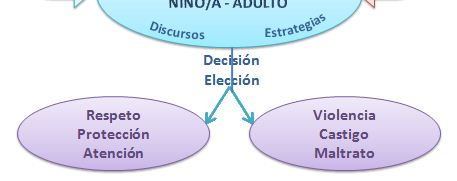 NIÑO/A - ADULTO
Discursos Estrategias
Decisión
Elección
Respeto
Protección
Atención
Violencia
Castigo
Maltrato